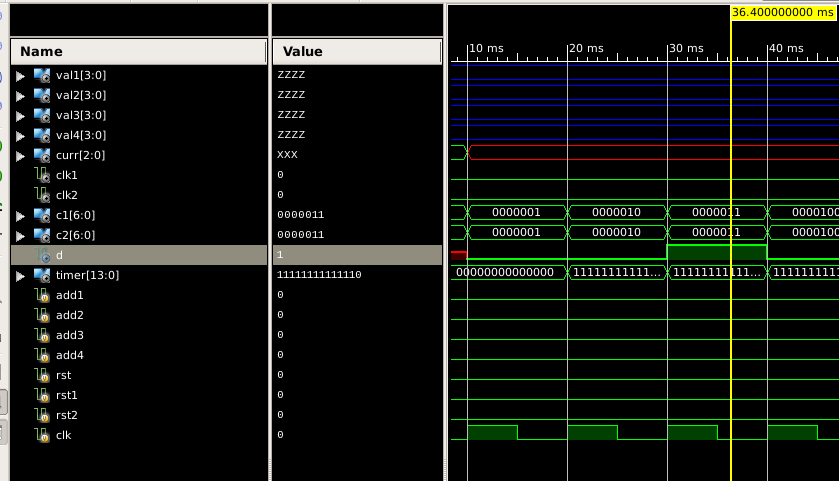 36.400000000 ms
Name Value
10 ms 20 ms 30 ms 40 ms
val1[3:0] ZZZZ
val2[3:0] ZZZZ
val3[3:0] ZZZZ
val4[3:0] ZZZZ
curr[2:0] XXX
clk1 0
clk2 0
c1[6:0] 0000011 0000001 0000010 0000011 0000100
c2[6:0] 0000011 0000001 0000010 0000011 0000100
d 1
timer[13:0] 11111111111110 00000000000000 11111111111... 11111111111... 1111111
add1 0
add2 0
add3 0
add4 0
rst 0
rst1 0
rst2 0
clk 0